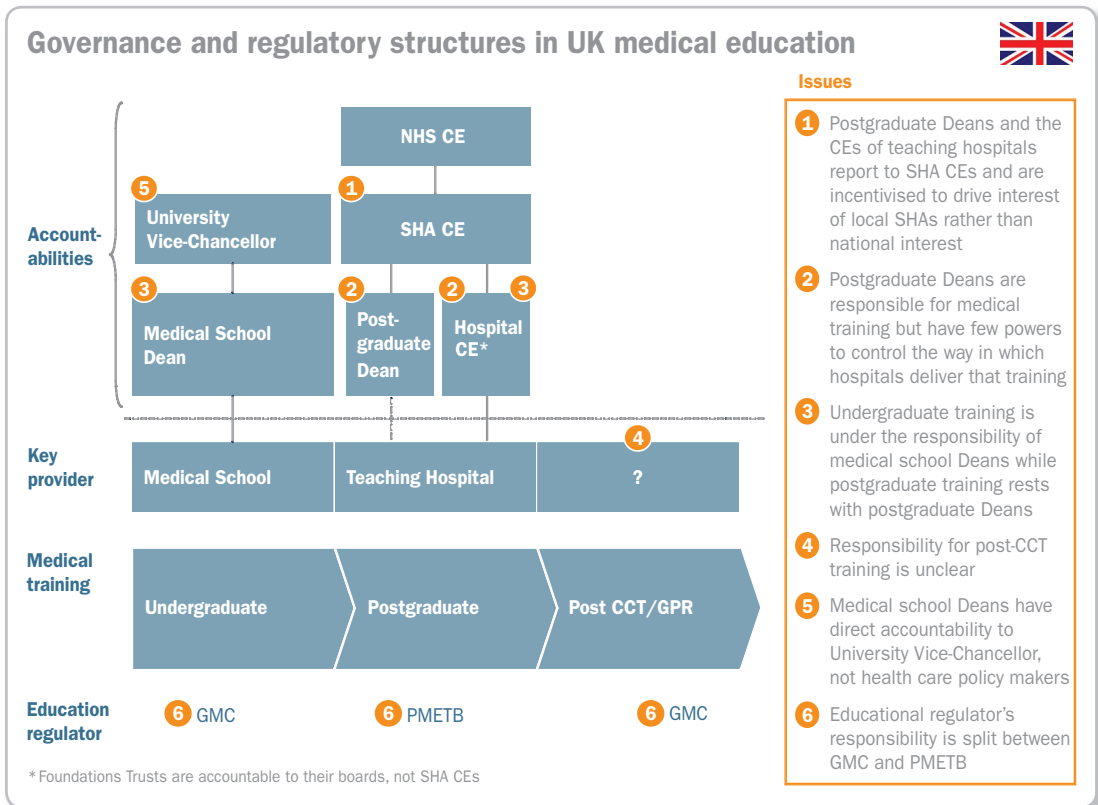 Governance and regulatory structures in UK medical education
Issues
NHS CE
5
1
University
Vice-Chancellor
SHA CE
Account-
abilities
3
2
2
3
Medical School
Dean
Post-
graduate
Dean
Hospital
CE*
Key
provider
4
Medical School
Teaching Hospital
?
Medical
training
Undergraduate
Postgraduate
Post CCT/GPR
Education
regulator
6 GMC
6 PMETB
6 GMC
*Foundations Trusts are accountable to their boards, not SHA CEs
1 Postgraduate Deans and the
CEs of teaching hospitals
report to SHA CEs and are
incentivised to drive interest
of local SHAs rather than
national interest
2 Postgraduate Deans are
responsible for medical
training but have few powers
to control the way in which
hospitals deliver that training
3 Undergraduate training is
under the responsibility of
medical school Deans while
postgraduate training rests
with postgraduate Deans
4 Responsibility for post-CCT
training is unclear
5 Medical school Deans have
direct accountability to
University Vice-Chancellor,
not health care policy makers
6 Educational regulator's
responsibility is split between
GMC and PMETB